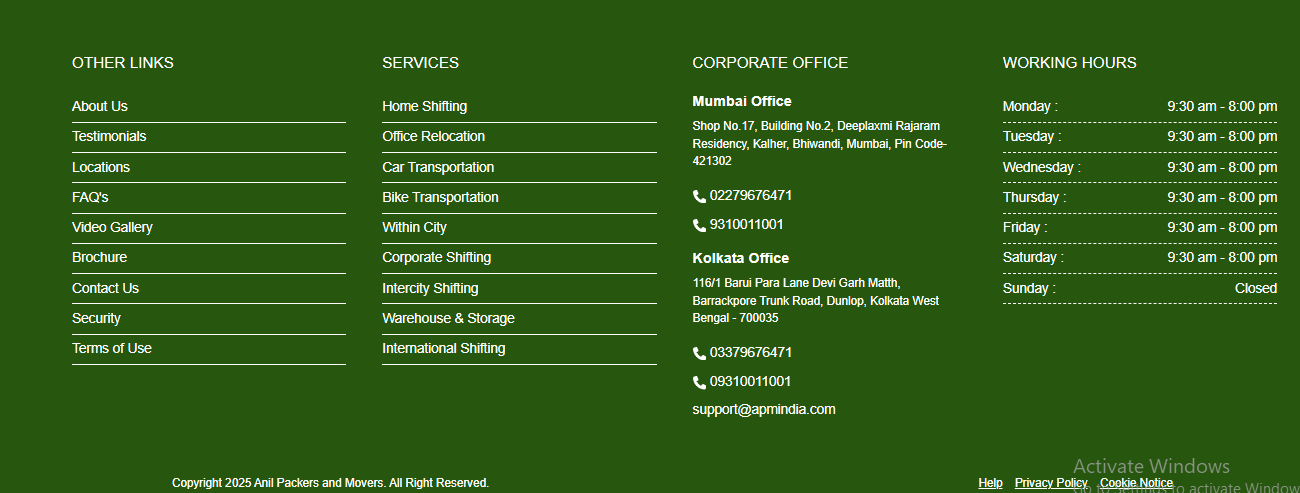 OTHER LINKS
About Us
Testimonials
Locations
FAQ's
Video Gallery
Brochure
Contact Us
Security
Terms of Use
SERVICES
Home Shifting
Office Relocation
Car Transportation
Bike Transportation
Within City
Corporate Shifting
Intercity Shifting
Warehouse & Storage
International Shifting
CORPORATE OFFICE
Mumbai Office
Shop No.17, Building No.2, Deeplaxmi Rajaram
Residency, Kalher, Bhiwandi, Mumbai, Pin Code-
421302
02279676471
9310011001
Kolkata Office
116/1 Barui Para Lane Devi Garh Matth,
Barrackpore Trunk Road, Dunlop, Kolkata West
Bengal - 700035
03379676471
09310011001
support@apmindia.com
WORKING HOURS
Monday : 9:30 am - 8:00 pm
Tuesday : 9:30 am - 8:00 pm
Wednesday : 9:30 am - 8:00 pm
Thursday : 9:30 am - 8:00 pm
Friday : 9:30 am - 8:00 pm
Saturday : 9:30 am - 8:00 pm
Sunday : Closed
Copyright 2025 Anil Packers and Movers. All Right Reserved.
Help Privacy Policy Cookie Notice
Activate Windows
Go to Settings to activate Window